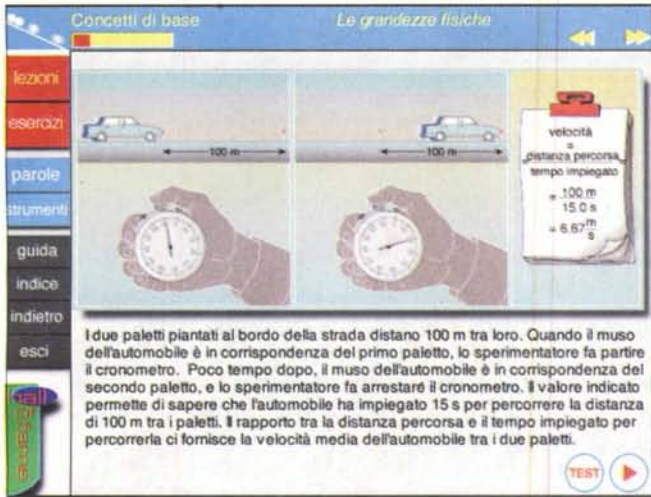 Concetti di base
Le grandezze fisiche
lezioni
esercizi
parole
strumenti
guida
indice
indietro
esci
hall
of fame
100 m
100 m
velocità
=
distanza percorsa
tempo impiegato
= 100 m
15.0 s
= 6.67 m
s
I due paletti piantati al bordo della strada distano 100 m tra loro. Quando il muso
dell'automobile è in corrispondenza del primo paletto, lo sperimentatore fa partire
il cronometro. Poco tempo dopo, il muso dell'automobile è in corrispondenza del
secondo paletto, e lo sperimentatore fa arrestare il cronometro. Il valore indicato
permette di sapere che l'automobile ha impiegato 15 s per percorrere la distanza
di 100 m tra i paletti. Il rapporto tra la distanza percorsa e il tempo impiegato per
percorrerla ci fornisce la velocità media dell'automobile tra i due paletti.
TEST